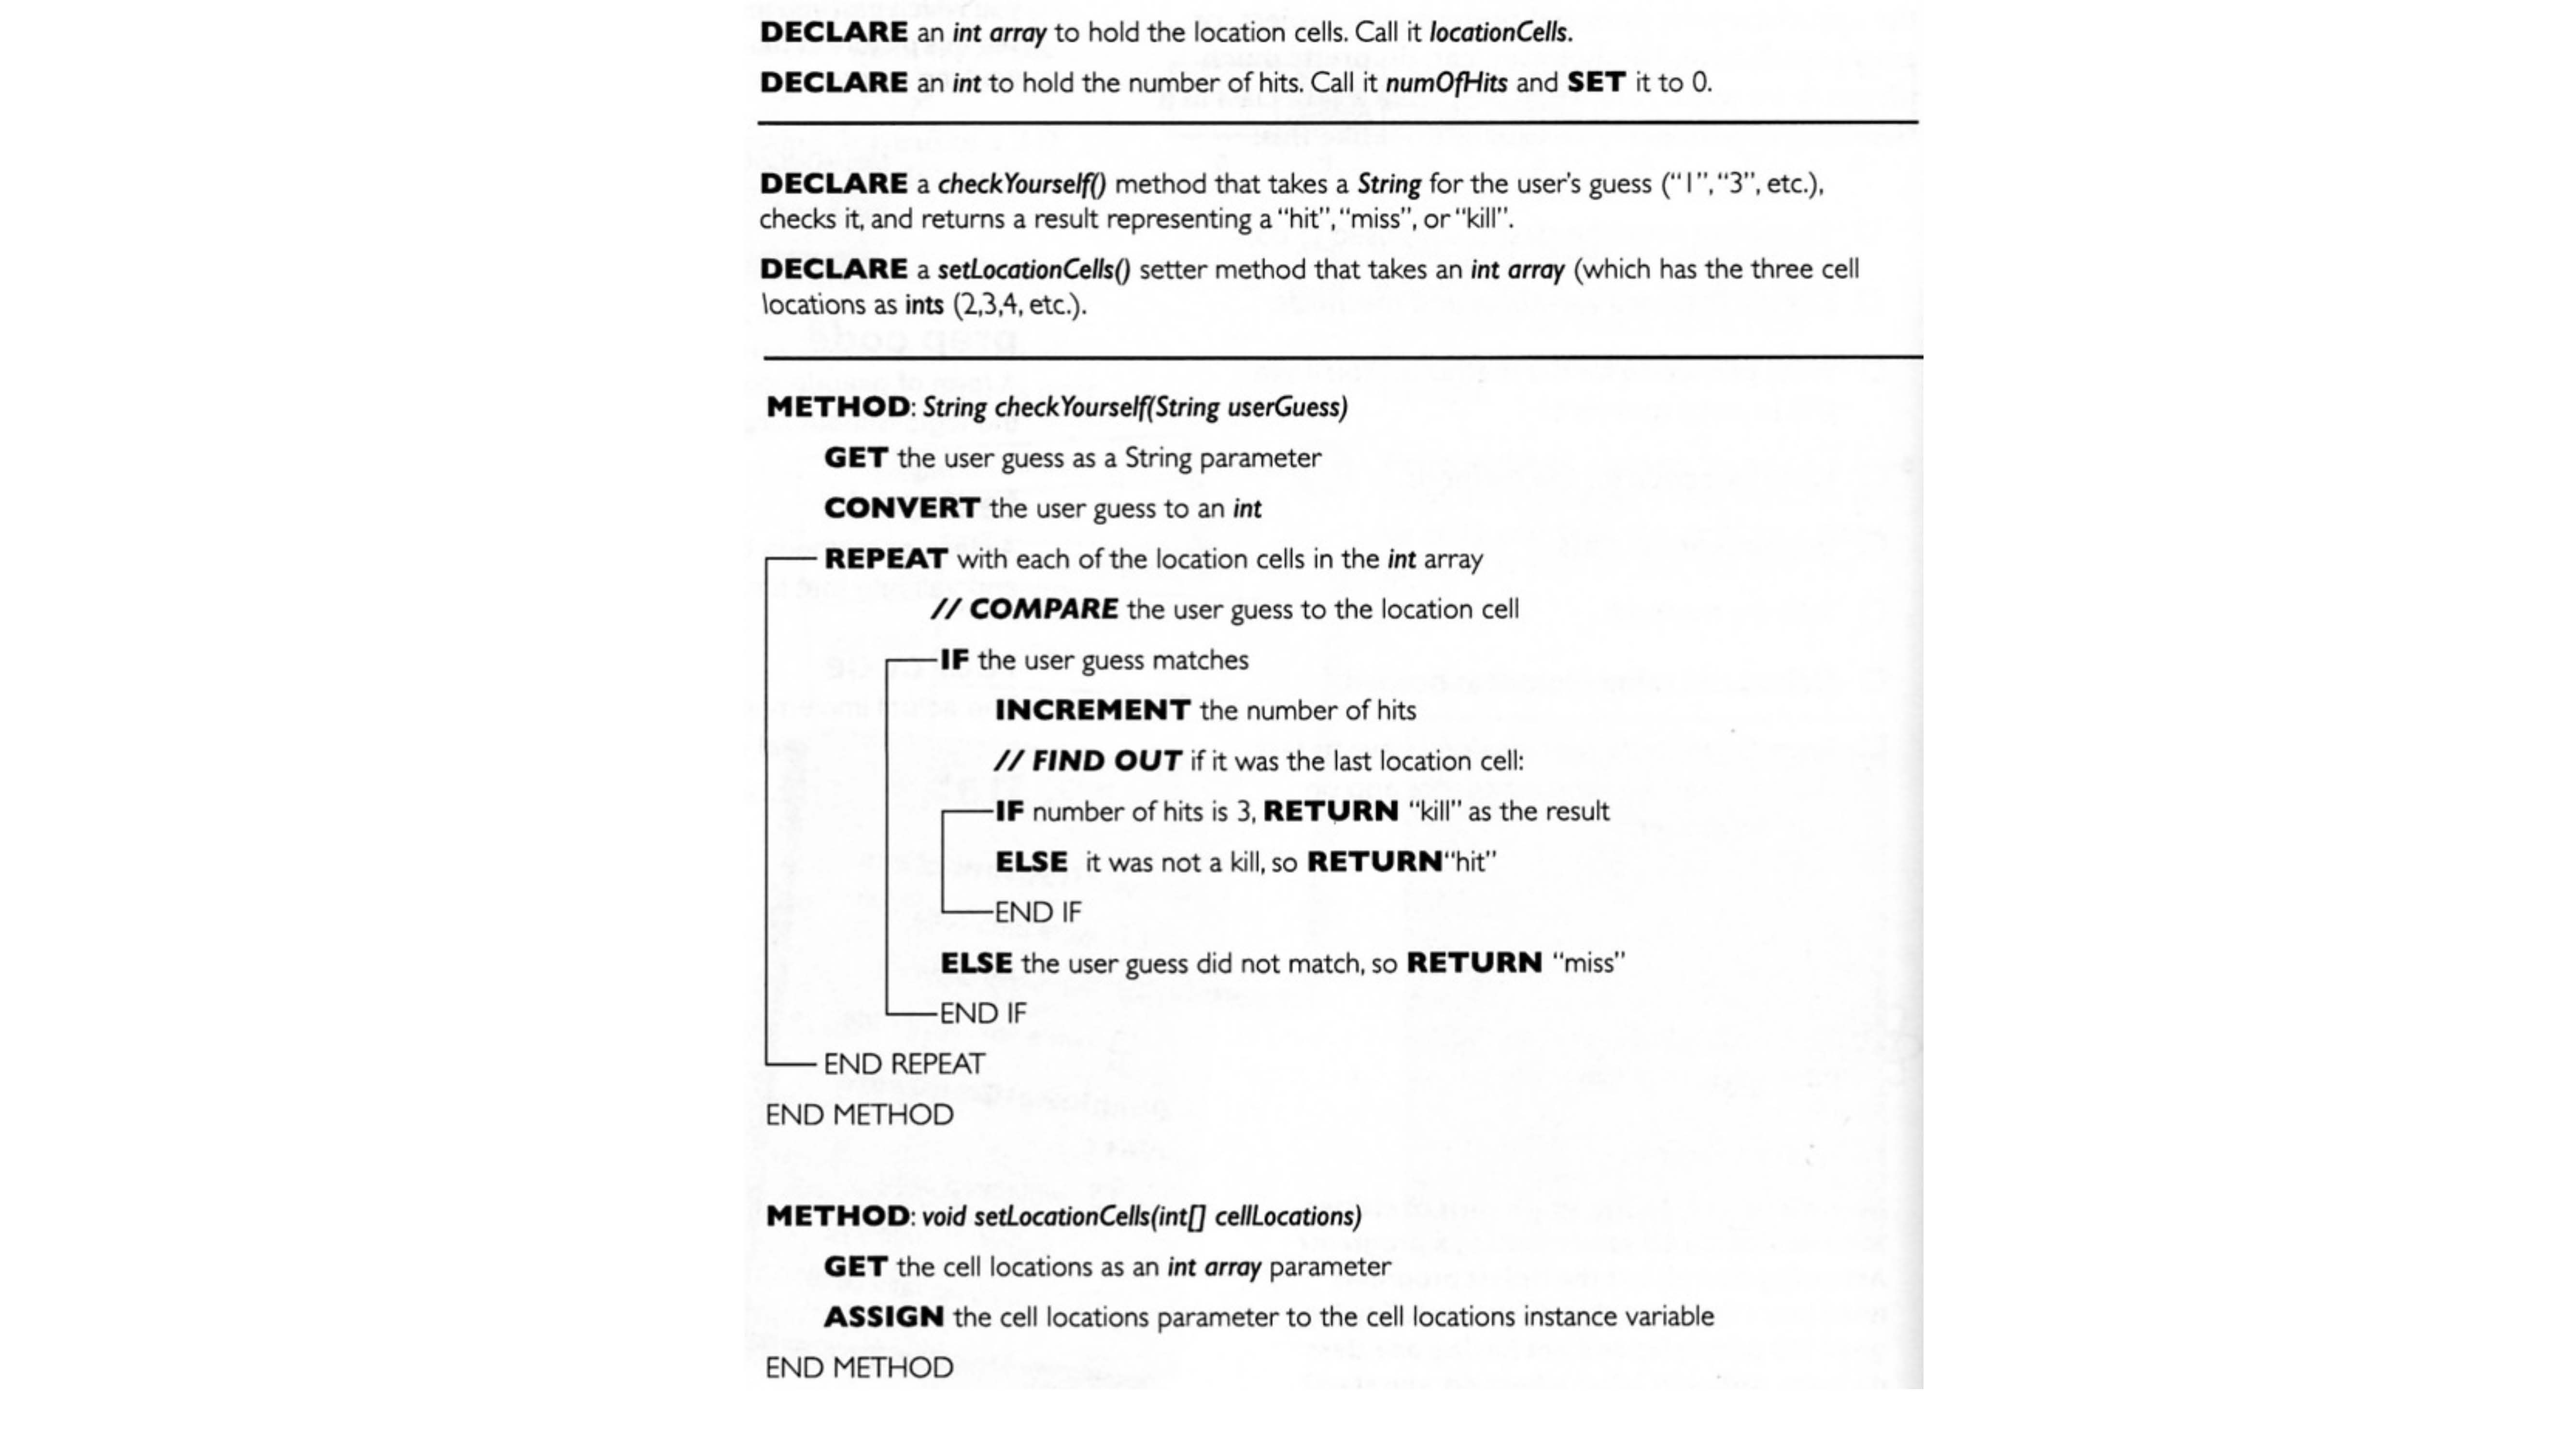 DECLARE an int array to hold the location cells. Call it locationCells.
DECLARE an int to hold the number of hits. Call it numOfHits and SET it to 0.
DECLARE a checkYourself() method that takes a String for the user's guess (“1”, “3”, etc.),
checks it, and returns a result representing a “hit”, “miss”, or “kill”.
DECLARE a setLocationCells() setter method that takes an int array (which has the three cell
locations as ints (2,3,4, etc.).
METHOD: String checkYourself(String userGuess)
GET the user guess as a String parameter
CONVERT the user guess to an int
REPEAT with each of the location cells in the int array
// COMPARE the user guess to the location cell
IF the user guess matches
INCREMENT the number of hits
// FIND OUT if it was the last location cell:
IF number of hits is 3, RETURN “kill” as the result
ELSE it was not a kill, so RETURN“hit”
END IF
ELSE the user guess did not match, so RETURN “miss”
END IF
END REPEAT
END METHOD
METHOD: void setLocationCells(int[] cellLocations)
GET the cell locations as an int array parameter
ASSIGN the cell locations parameter to the cell locations instance variable
END METHOD